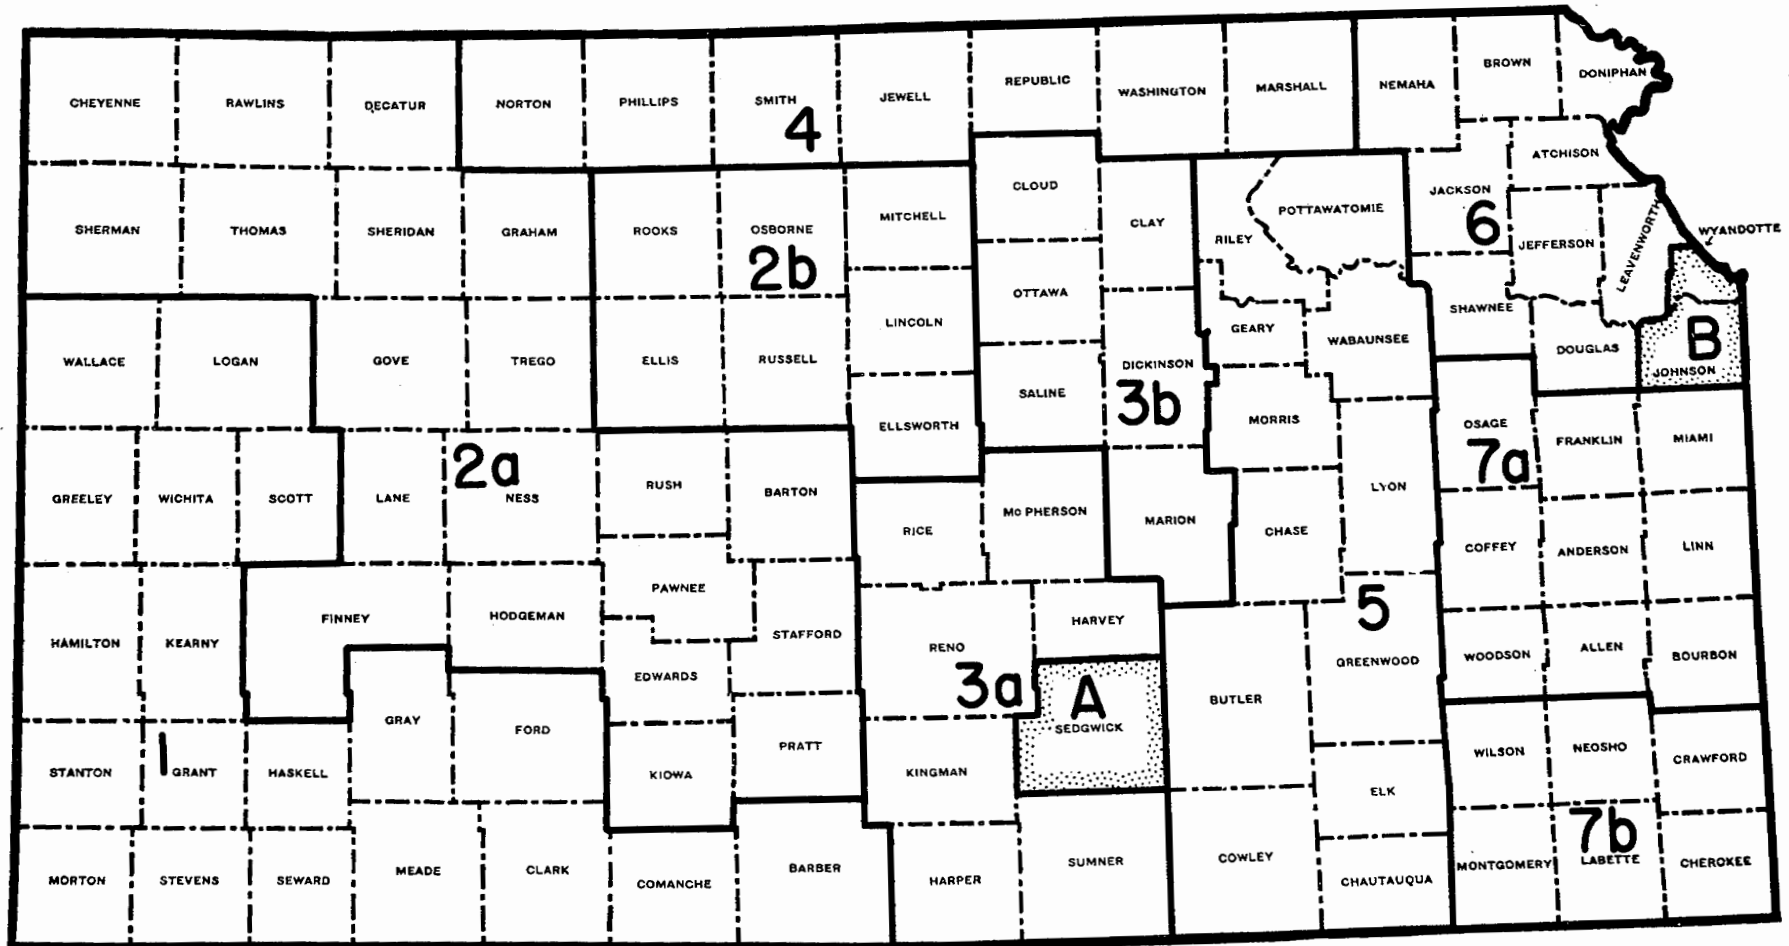 CHEYENNE
RAWLINS
DECATUR
NORTON
PHILLIPS
SMITH
4
JEWELL
REPUBLIC
WASHINGTON
MARSHALL
NEMAHA
BROWN
DONIPHAN
SHERMAN
THOMAS
SHERIDAN
GRAHAM
ROOKS
OSBORNE
2b
MITCHELL
CLOUD
CLAY
RILEY
POTTAWATOMIE
JACKSON
6
ATCHISON
JEFFERSON
LEAVENWORTH
WYANDOTTE
WALLACE
LOGAN
GOVE
TREGO
ELLIS
RUSSELL
LINCOLN
OTTAWA
DICKINSON
3b
GEARY
WABAUNSEE
SHAWNEE
DOUGLAS
B
JOHNSON
ELLSWORTH
SALINE
MORRIS
OSAGE
7a
FRANKLIN
MIAMI
GREELEY
WICHITA
SCOTT
LANE
2a
NESS
RUSH
BARTON
RICE
Mc PHERSON
MARION
CHASE
LYON
COFFEY
ANDERSON
LINN
HAMILTON
KEARNY
FINNEY
HODGEMAN
PAWNEE
STAFFORD
EDWARDS
RENO
3a
HARVEY
A
SEDGWICK
BUTLER
5
GREENWOOD
WOODSON
ALLEN
BOURBON
STANTON
1
GRANT
HASKELL
GRAY
FORD
KIOWA
PRATT
KINGMAN
ELK
WILSON
NEOSHO
CRAWFORD
MORTON
STEVENS
SEWARD
MEADE
CLARK
COMANCHE
BARBER
HARPER
SUMNER
COWLEY
CHAUTAUQUA
MONTGOMERY
7b
LABETTE
CHEROKEE